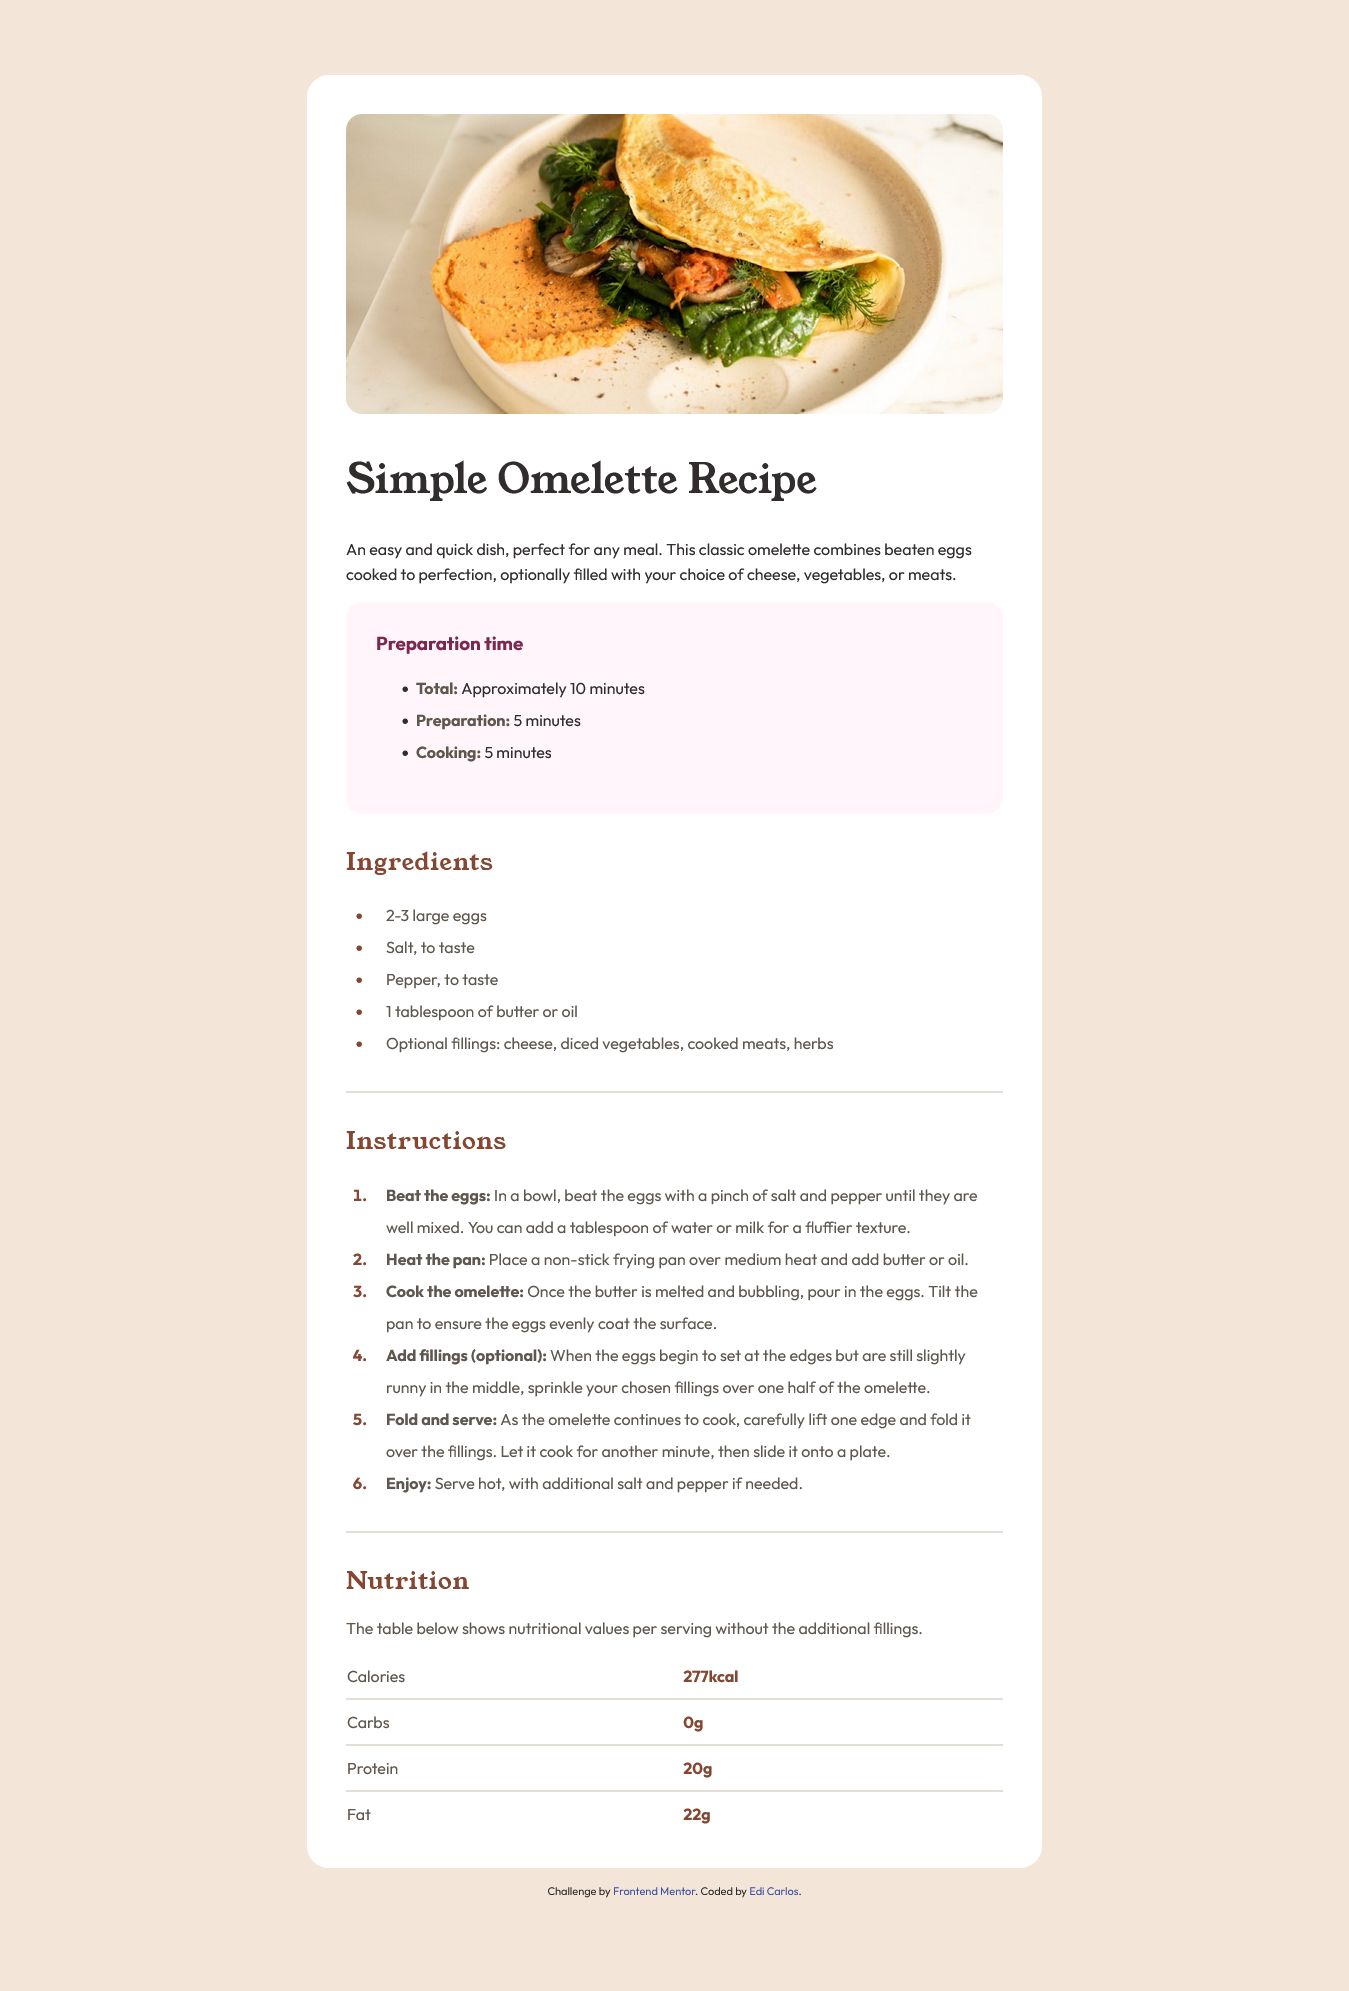 Simple Omelette Recipe
An easy and quick dish, perfect for any meal. This classic omelette combines beaten eggs
cooked to perfection, optionally filled with your choice of cheese, vegetables, or meats.
Preparation time
• Total: Approximately 10 minutes
• Preparation: 5 minutes
• Cooking: 5 minutes
Ingredients
• 2-3 large eggs
• Salt, to taste
• Pepper, to taste
• 1 tablespoon of butter or oil
• Optional fillings: cheese, diced vegetables, cooked meats, herbs
Instructions
1. Beat the eggs: In a bowl, beat the eggs with a pinch of salt and pepper until they are
well mixed. You can add a tablespoon of water or milk for a fluffier texture.
2. Heat the pan: Place a non-stick frying pan over medium heat and add butter or oil.
3. Cook the omelette: Once the butter is melted and bubbling, pour in the eggs. Tilt the
pan to ensure the eggs evenly coat the surface.
4. Add fillings (optional): When the eggs begin to set at the edges but are still slightly
runny in the middle, sprinkle your chosen fillings over one half of the omelette.
5. Fold and serve: As the omelette continues to cook, carefully lift one edge and fold it
over the fillings. Let it cook for another minute, then slide it onto a plate.
6. Enjoy: Serve hot, with additional salt and pepper if needed.
Nutrition
The table below shows nutritional values per serving without the additional fillings.
Calories 277kcal
Carbs 0g
Protein 20g
Fat 22g
Challenge by Frontend Mentor. Coded by Edi Carlos.